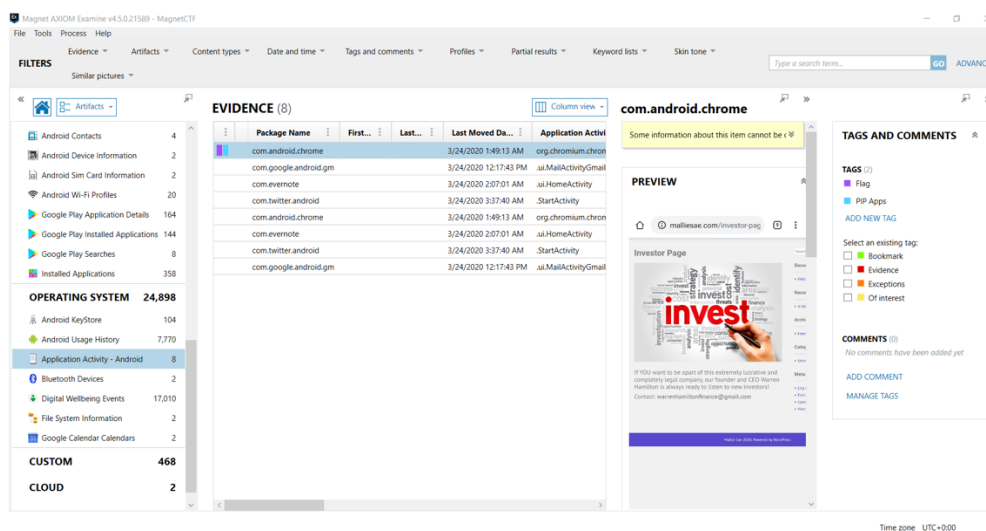 Magnet AXIOM Examine v4.5.0.21589 - MagnetCTF
File Tools Process Help
FILTERS
Evidence Artifacts Content types Date and time Tags and comments Profiles Partial results Keyword lists Skin tone
Similar pictures
Type a search term... GO ADVANC
Artifacts
Android Contacts 4
Android Device Information 2
Android Sim Card Information 2
Android Wi-Fi Profiles 20
Google Play Application Details 164
Google Play Installed Applications 144
Google Play Searches 8
Installed Applications 358
OPERATING SYSTEM 24,898
Android KeyStore 104
Android Usage History 7,770
Application Activity - Android 8
Bluetooth Devices 2
Digital Wellbeing Events 17,010
File System Information 2
Google Calendar Calendars 2
CUSTOM 468
CLOUD 2
EVIDENCE (8)
Column view
Package Name First... Last... Last Moved Da... Application Activi
com.android.chrome 3/24/2020 1:49:13 AM org.chromium.chron
com.google.android.gm 3/24/2020 12:17:43 PM .ui.MailActivityGmail
com.evernote 3/24/2020 2:07:01 AM .ui.HomeActivity
com.twitter.android 3/24/2020 3:37:40 AM .StartActivity
com.android.chrome 3/24/2020 1:49:13 AM org.chromium.chron
com.evernote 3/24/2020 2:07:01 AM .ui.HomeActivity
com.twitter.android 3/24/2020 3:37:40 AM .StartActivity
com.google.android.gm 3/24/2020 12:17:43 PM .ui.MailActivityGmail
com.android.chrome
Some information about this item cannot be
PREVIEW
malliesae.com/investor-pag
Investor Page
invest
strategy
identify
cost
If YOU want to be apart of this extremely lucrative and
completely legal company, our founder and CEO Warren
Hamilton is always ready to listen to new investors!
Contact: warrenhamiltonfinance@gmail.com
Mallie Sae 2020. Powered by WordPress
TAGS AND COMMENTS
TAGS (2)
Flag
PIP Apps
ADD NEW TAG
Select an existing tag:
Bookmark
Evidence
Exceptions
Of interest
COMMENTS (0)
No comments have been added yet
ADD COMMENT
MANAGE TAGS
Time zone UTC+0:00